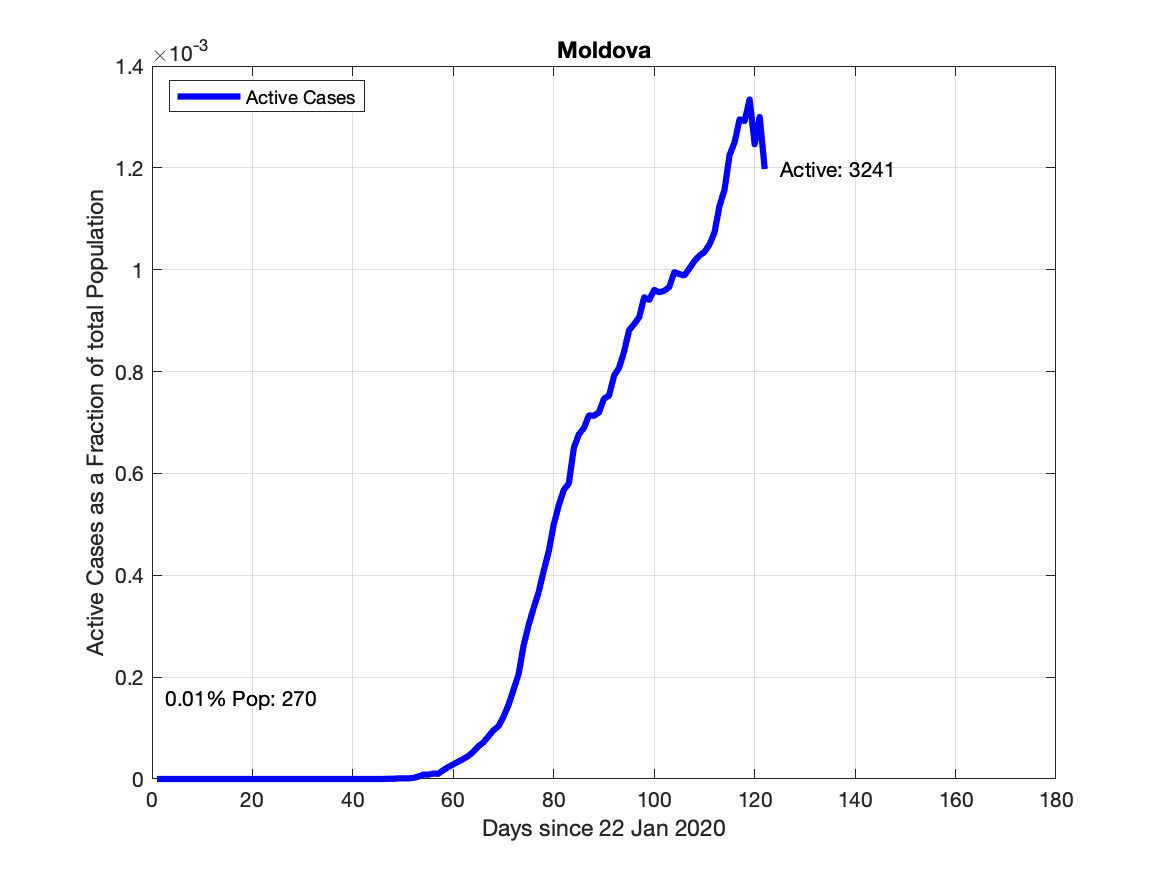 Moldova
×10-3
1.4
1.2
1
0.8
0.6
0.4
0.2
0
Active Cases
Active: 3241
0.01% Pop: 270
Active Cases as a Fraction of total Population
0 20 40 60 80 100 120 140 160 180
Days since 22 Jan 2020